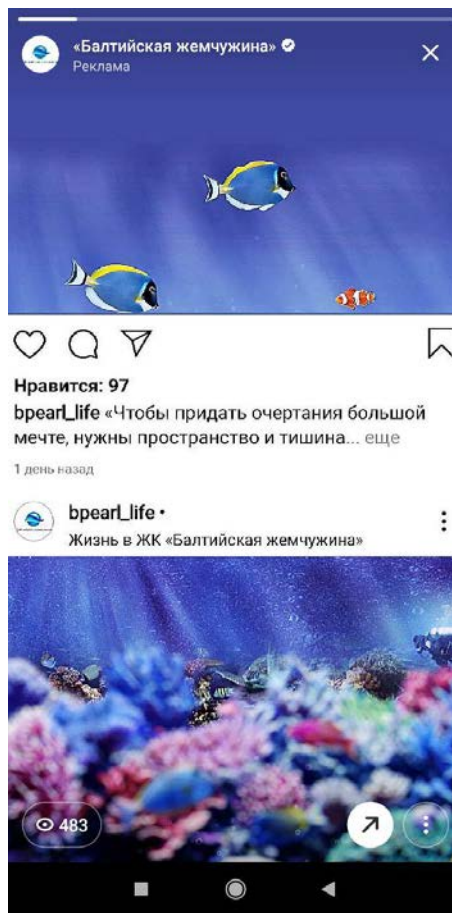 «Балтийская жемчужина»
Реклама
Нравится: 97
bpearl_life «Чтобы придать очертания большой
мечте, нужны пространство и тишина... еще
1 день назад
bpearl_life •
Жизнь в ЖК «Балтийская жемчужина»
483